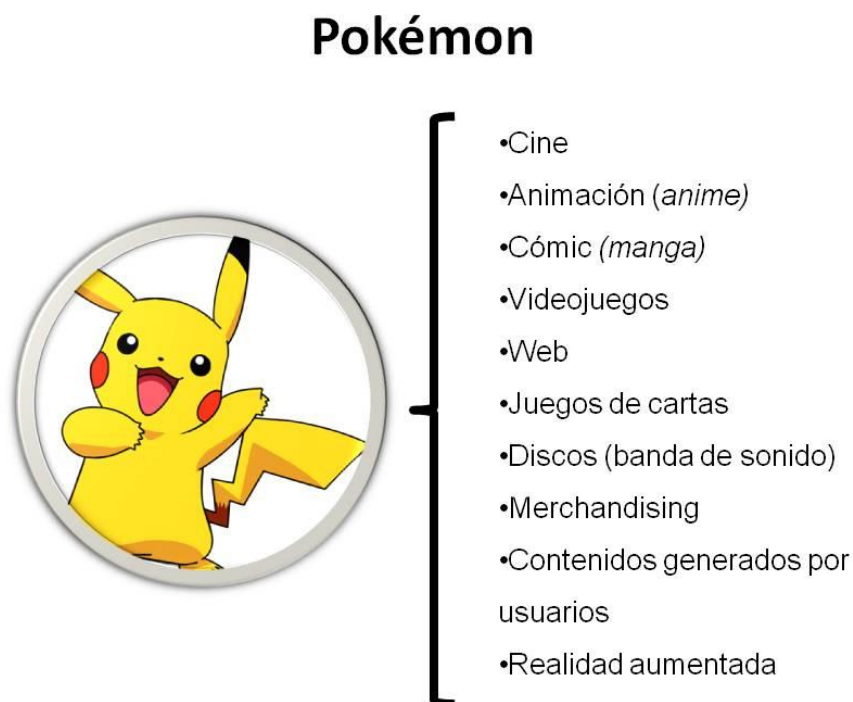 Pokémon
•Cine
•Animación (anime)
•Cómic (manga)
•Videojuegos
•Web
•Juegos de cartas
•Discos (banda de sonido)
•Merchandising
•Contenidos generados por
usuarios
•Realidad aumentada